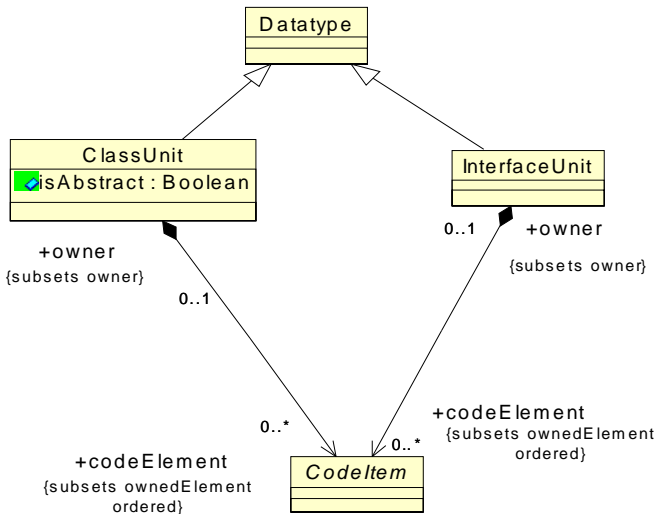 Datatype
ClassUnit
isAbstract : Boolean
InterfaceUnit
+owner
{subsets owner}
0..1
0..1
+owner
{subsets owner}
0..*
+codeElement
{subsets ownedElement
ordered}
0..*
+codeElement
{subsets ownedElement
ordered}
CodeItem